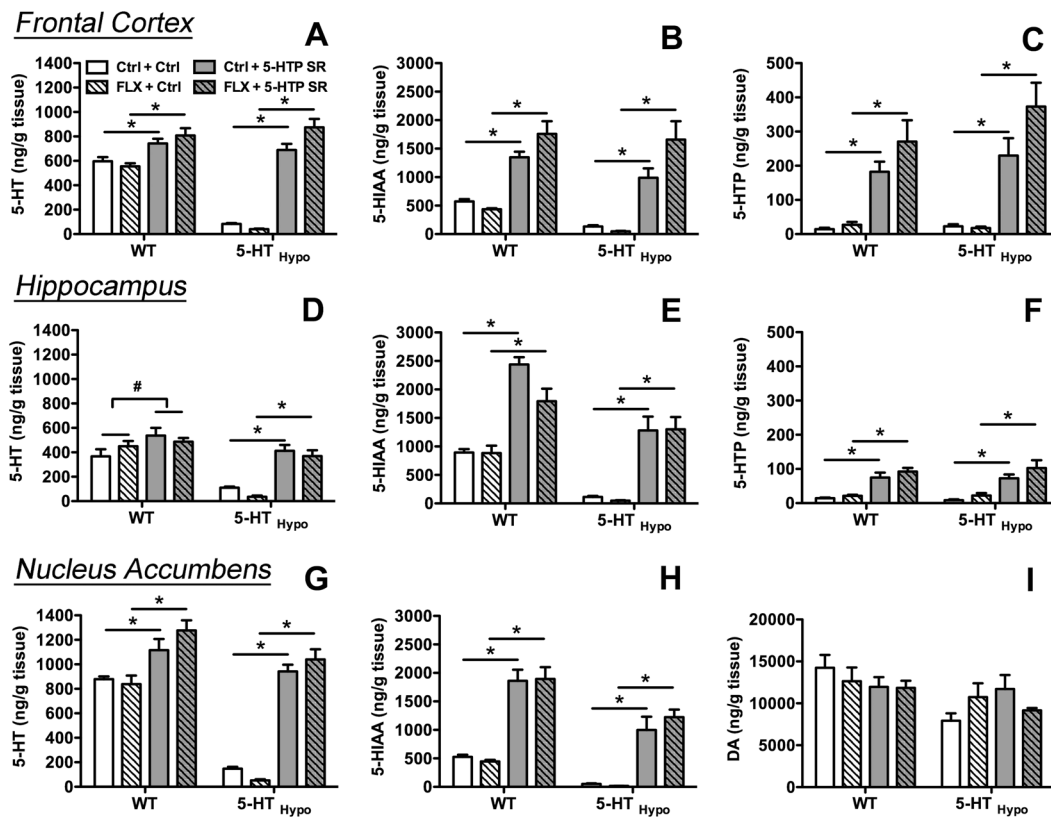 Frontal Cortex
A
5-HT (ng/g tissue)
1400
1200
1000
800
600
400
200
0
Ctrl + Ctrl
Ctrl + 5-HTP SR
FLX + Ctrl
FLX + 5-HTP SR
*
*
*
*
WT
5-HT Hypo
B
5-HIAA (ng/g tissue)
3000
2500
2000
1500
1000
500
0
*
*
*
*
WT
5-HT Hypo
C
5-HTP (ng/g tissue)
500
400
300
200
100
0
*
*
*
*
WT
5-HT Hypo
Hippocampus
D
5-HT (ng/g tissue)
1400
1200
1000
800
600
400
200
0
#
*
*
WT
5-HT Hypo
E
5-HIAA (ng/g tissue)
3000
2500
2000
1500
1000
500
0
*
*
*
*
WT
5-HT Hypo
F
5-HTP (ng/g tissue)
500
400
300
200
100
0
*
*
*
*
WT
5-HT Hypo
Nucleus Accumbens
G
5-HT (ng/g tissue)
1400
1200
1000
800
600
400
200
0
*
*
*
*
WT
5-HT Hypo
H
5-HIAA (ng/g tissue)
3000
2500
2000
1500
1000
500
0
*
*
*
*
WT
5-HT Hypo
I
DA (ng/g tissue)
20000
15000
10000
5000
0
WT
5-HT Hypo